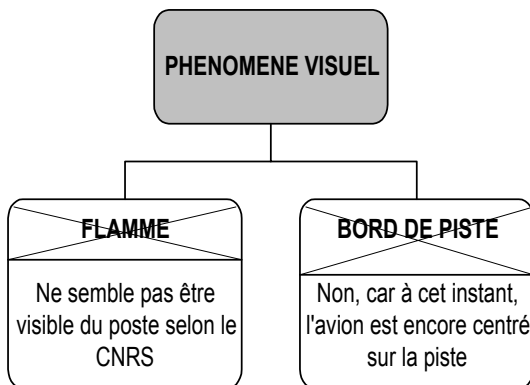 PHENOMENE VISUEL
FLAMME
Ne semble pas être
visible du poste selon le
CNRS
BORD DE PISTE
Non, car à cet instant,
l'avion est encore centré
sur la piste